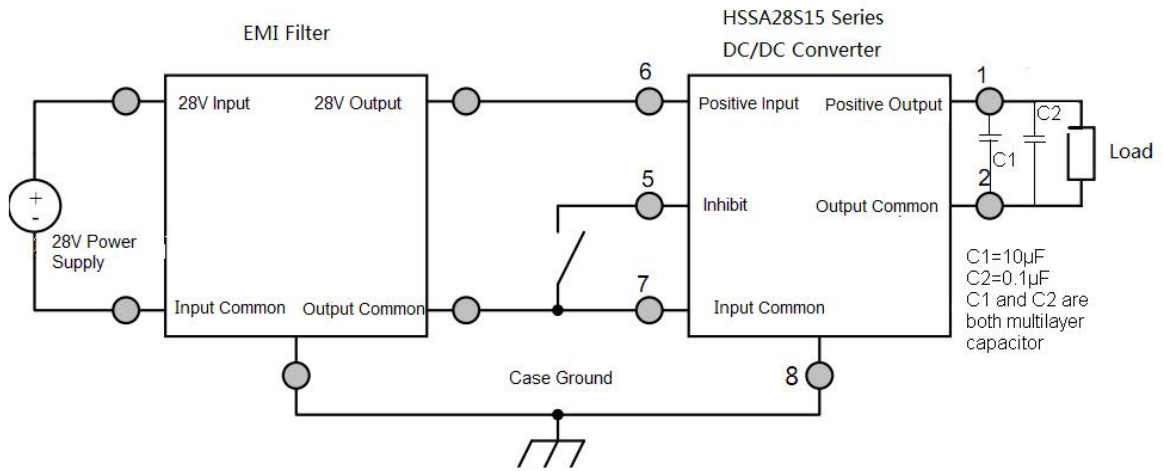 HSSA28S15 Series
DC/DC Converter
EMI Filter
28V Input
28V Output
6
Positive Input
Positive Output
1
C2
C1
Load
5
Inhibit
Output Common
2
+
-
28V Power
Supply
Input Common
Output Common
7
Input Common
C1=10µF
C2=0.1µF
C1 and C2 are
both multilayer
capacitor
Case Ground
8